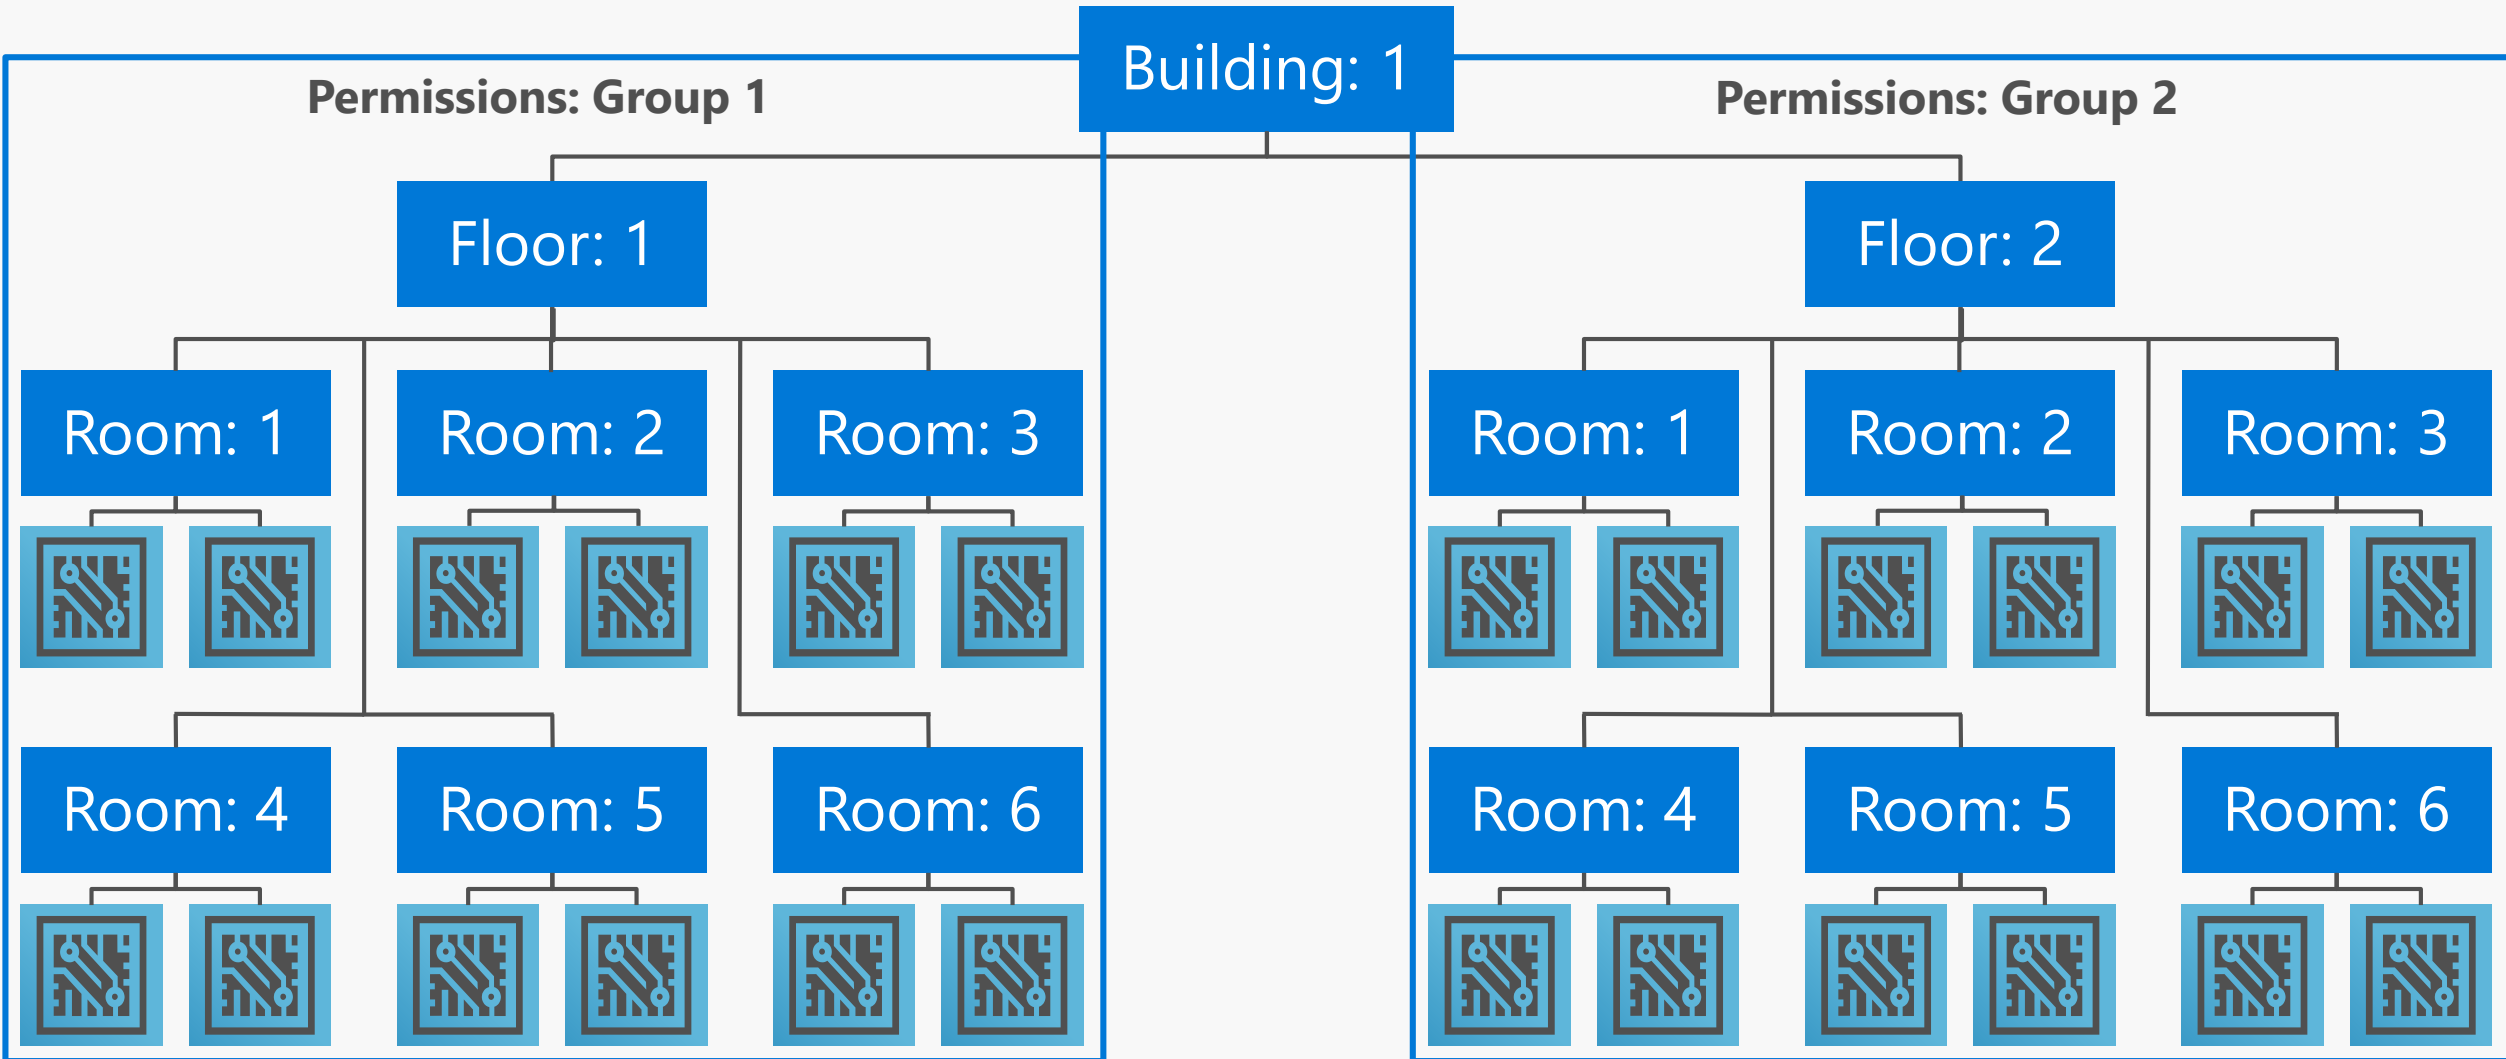 Building: 1
Permissions: Group 1
Permissions: Group 2
Floor: 1
Floor: 2
Room: 1
Room: 2
Room: 3
Room: 1
Room: 2
Room: 3
Room: 4
Room: 5
Room: 6
Room: 4
Room: 5
Room: 6